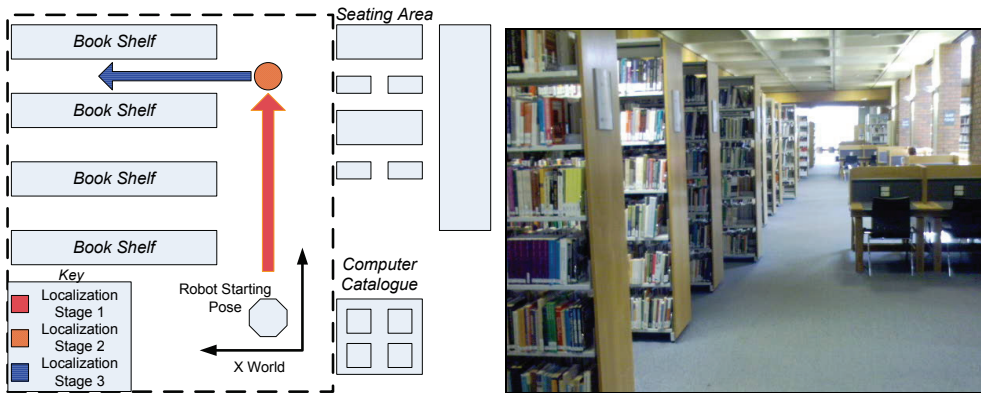 Seating Area
Book Shelf
Book Shelf
Book Shelf
Book Shelf
Key
Localization
Stage 1
Localization
Stage 2
Localization
Stage 3
Robot Starting
Pose
X World
Computer
Catalogue